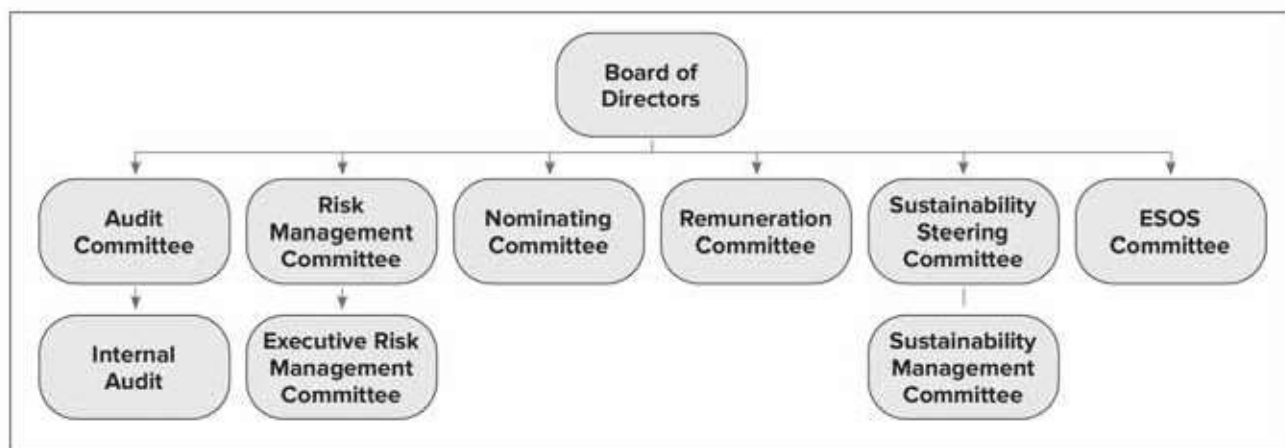 Board of
Directors
Audit
Committee
Risk
Management
Committee
Nominating
Committee
Remuneration
Committee
Sustainability
Steering
Committee
ESOS
Committee
Internal
Audit
Executive Risk
Management
Committee
Sustainability
Management
Committee